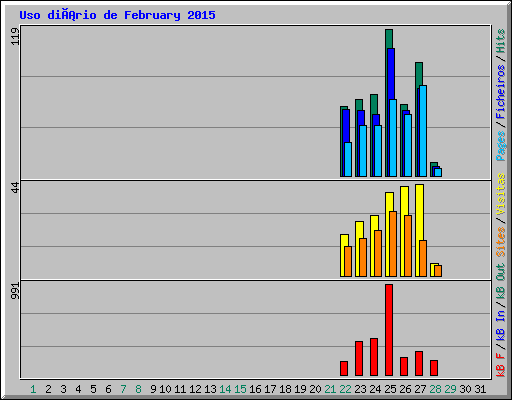 Uso diÃ¡rio de February 2015
119
44
991
Pages / Ficheiros / Hits
Sites / Visitas
kB F / kB In / kB Out
1 2 3 4 5 6 7 8 9 10 11 12 13 14 15 16 17 18 19 20 21 22 23 24 25 26 27 28 29 30 31